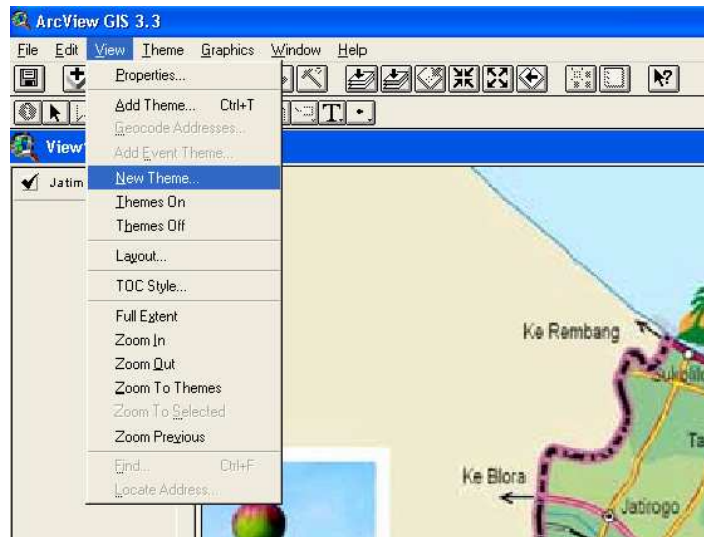 ArcView GIS 3.3
File Edit View Theme Graphics Window Help
Properties...
Add Theme... Ctrl+T
Geocode Addresses...
Add Event Theme...
New Theme...
Themes On
Themes Off
Layout...
TOC Style...
Full Extent
Zoom In
Zoom Out
Zoom To Themes
Zoom To Selected
Zoom Previous
Find... Ctrl+F
Locate Address...
T
View
Jatim
Ke Rembang
Ta
Ke Blora
Jatirogo